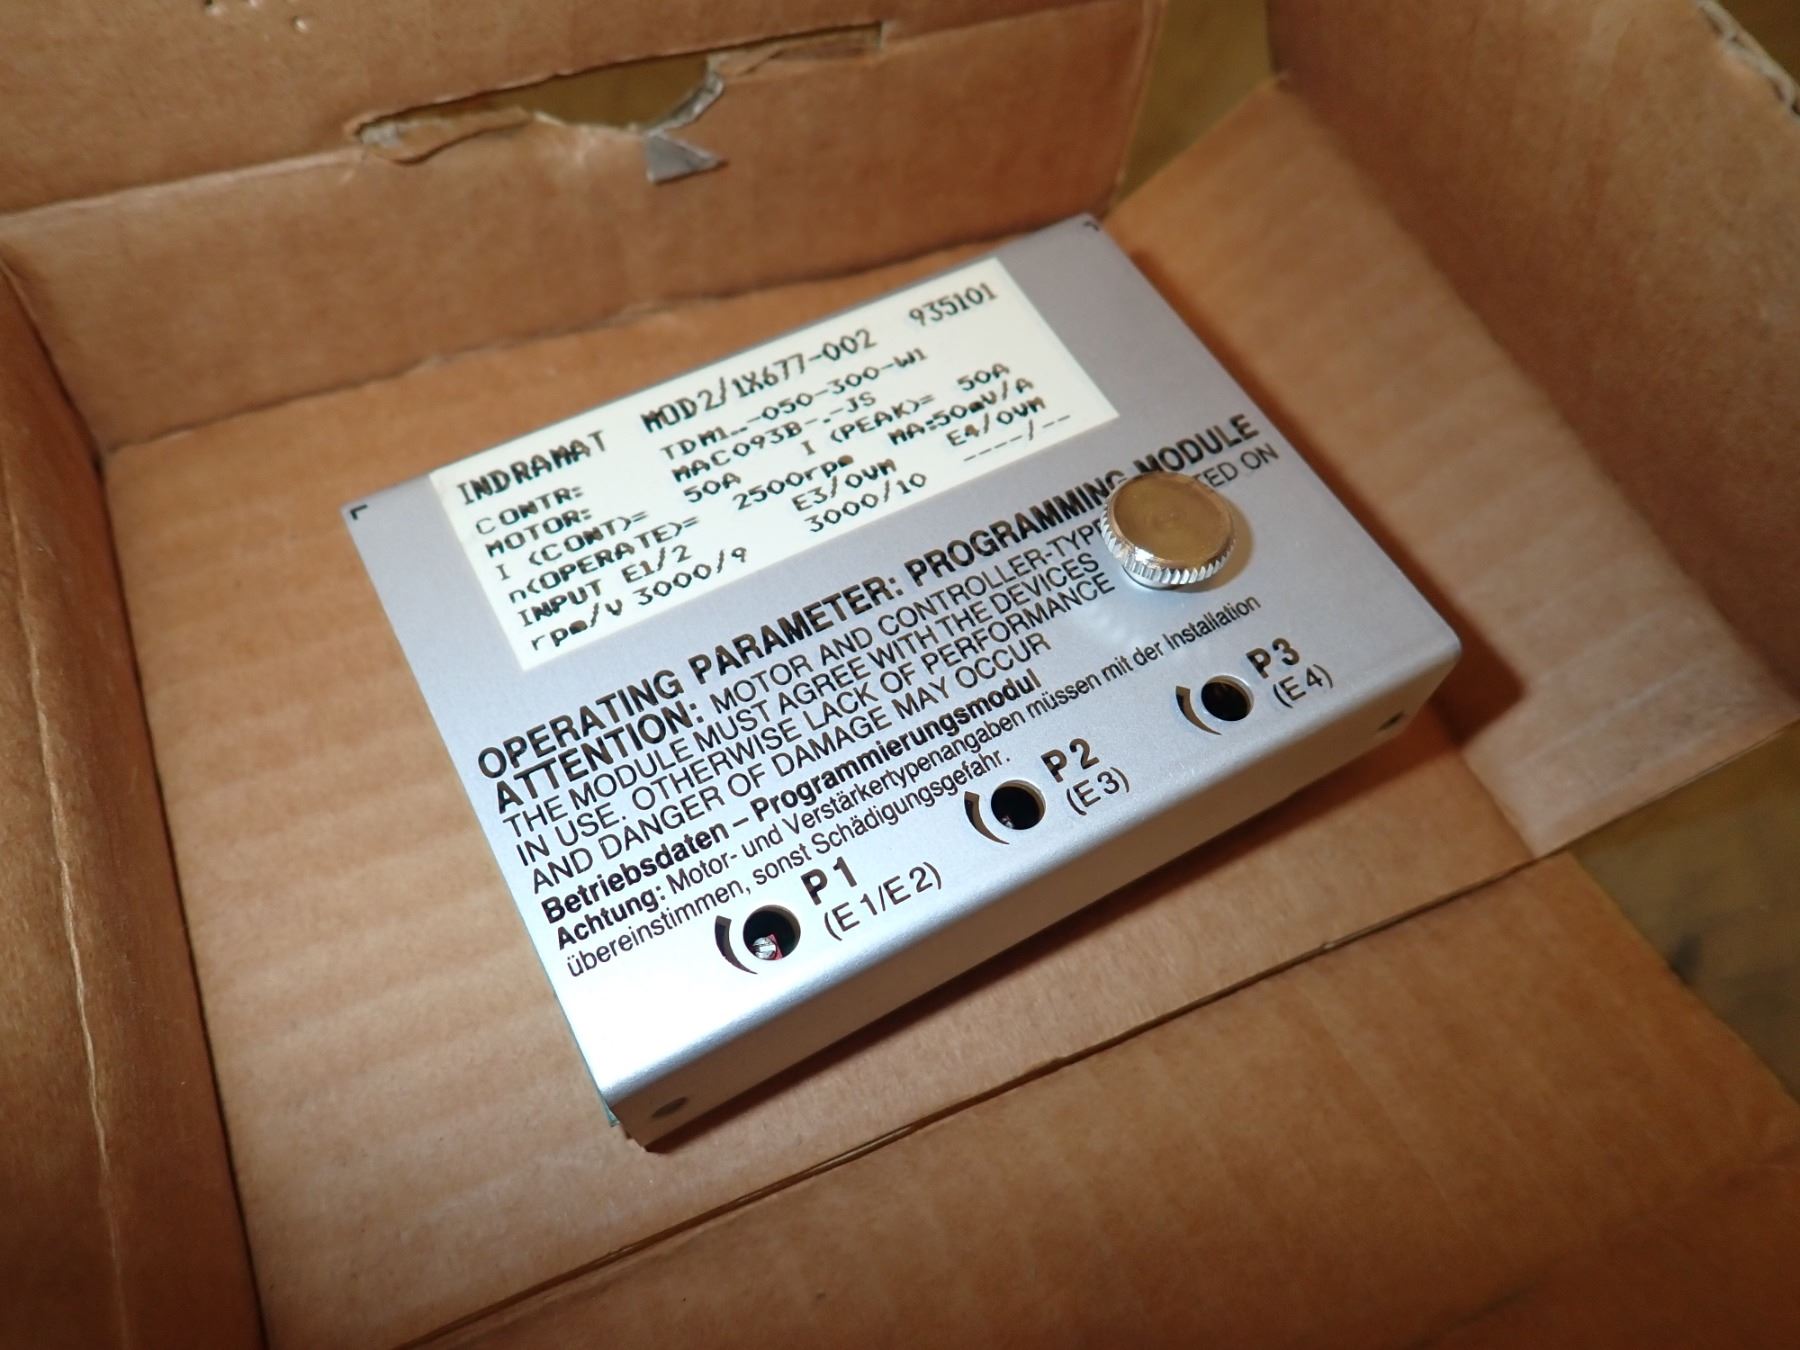 INDRAMAT MOD2/1X677-002 935101
CONTR: TDM1.-050-300-W1
MOTOR: MAC093B-.-JS
I (CONT)= 50A I (PEAK)= 50A
n(OPERATE)= 2500rpm MA:50mV/A
INPUT E1/2 E3/OVM E4/OVM
rpm/V 3000/9 3000/10 ----/--
OPERATING PARAMETER: PROGRAMMING MODULE
ATTENTION: MOTOR AND CONTROLLER-TYPE TED ON
THE MODULE MUST AGREE WITH THE DEVICES
IN USE. OTHERWISE LACK OF PERFORMANCE
AND DANGER OF DAMAGE MAY OCCUR
Betriebsdaten – Programmierungsmodul
Achtung: Motor- und Verstärkertypenangaben müssen mit der Installation
übereinstimmen, sonst Schädigungsgefahr.
P1
(E1/E2)
P2
(E3)
P3
(E4)